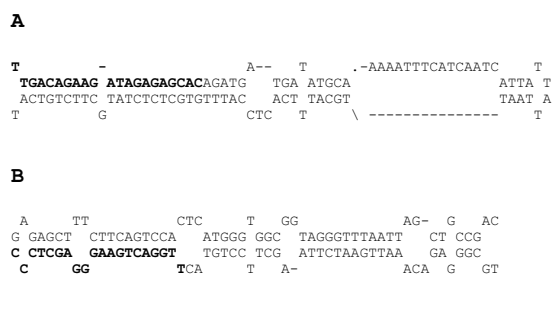 A
T - A-- T .-AAAATTTCATCAATC T
TGACAGAAG ATAGAGAGCACAGATG TGA ATGCA ATTA T
ACTGTCTTC TATCTCTCGTGTTTAC ACT TACGT TAAT A
T G CTC T \ --------------- T
B
A TT CTC T GG AG- G AC
G GAGCT CTTCAGTCCA ATGGG GGC TAGGGTTTAATT CT CCG
C CTCGA GAAGTCAGGT TGTCC TCG ATTCTAAGTTAA GA GGC
C GG TCA T A- ACA G GT